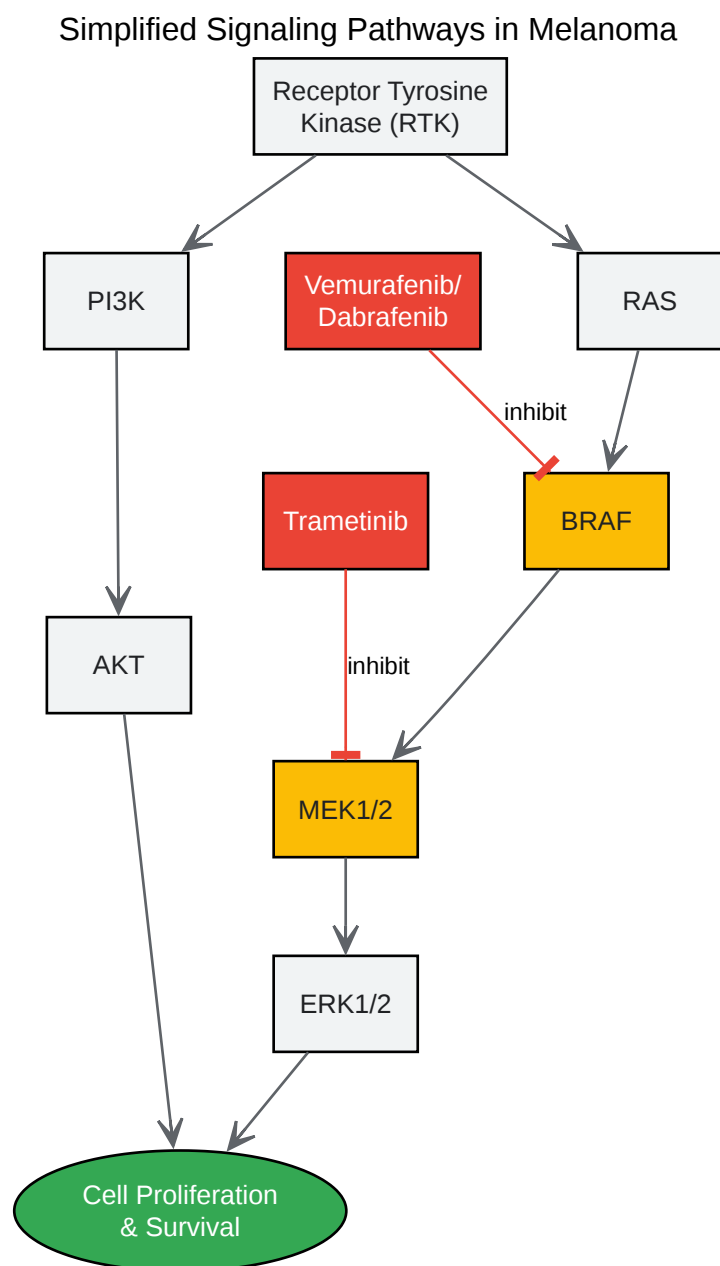 Simplified Signaling Pathways in Melanoma
Receptor Tyrosine
Kinase (RTK)
PI3K
Vemurafenib/
Dabrafenib
RAS
inhibit
Trametinib
BRAF
AKT
inhibit
MEK1/2
ERK1/2
Cell Proliferation
& Survival